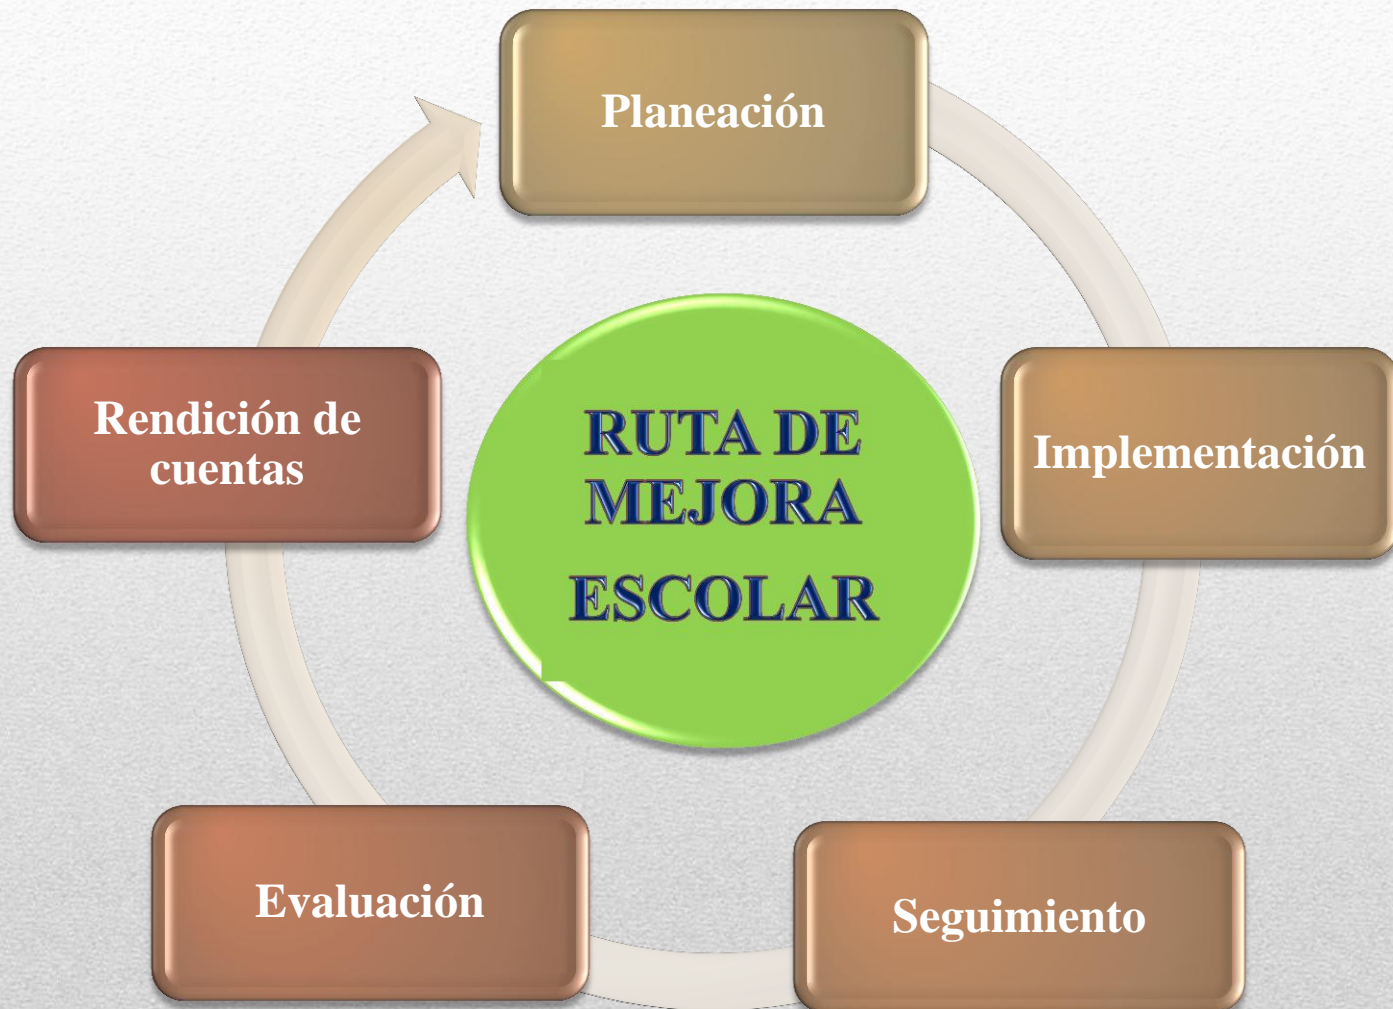 Planeación
Implementación
Seguimiento
Evaluación
Rendición de
cuentas
RUTA DE
MEJORA
ESCOLAR